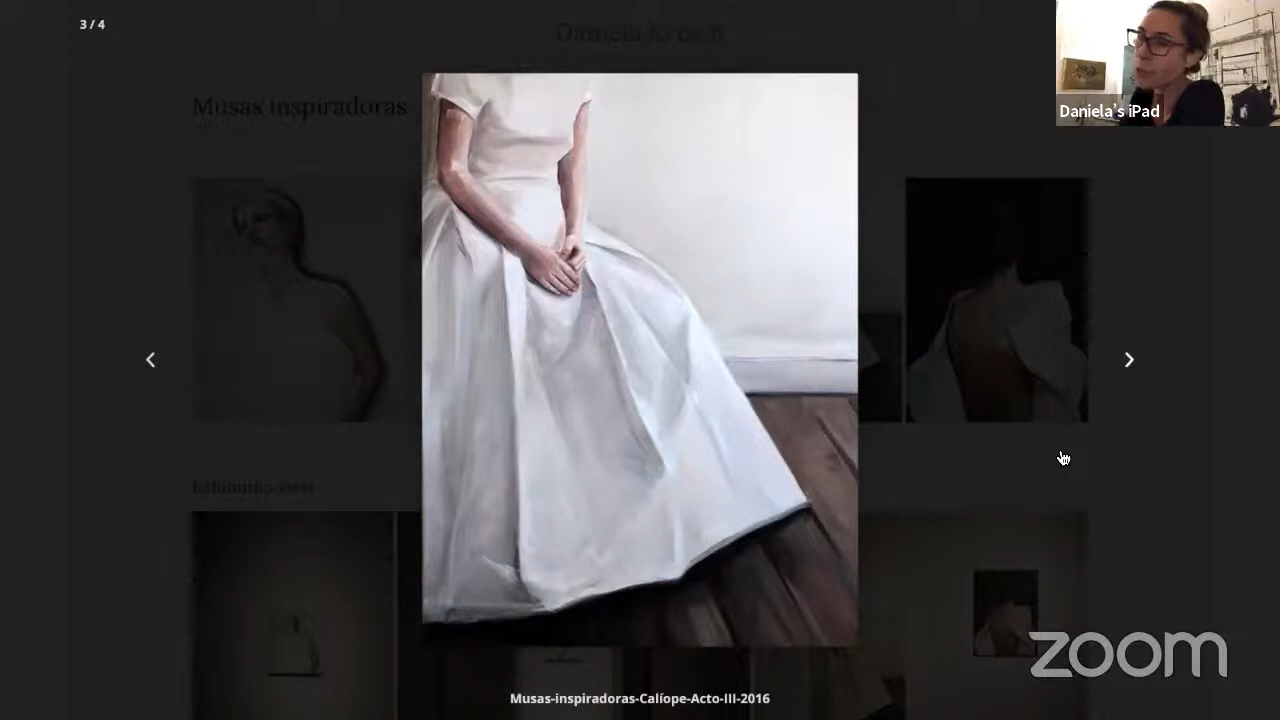 3 / 4
Musas inspiradoras
Daniela's iPad
zoom
Musas-inspiradoras-Calíope-Acto-III-2016